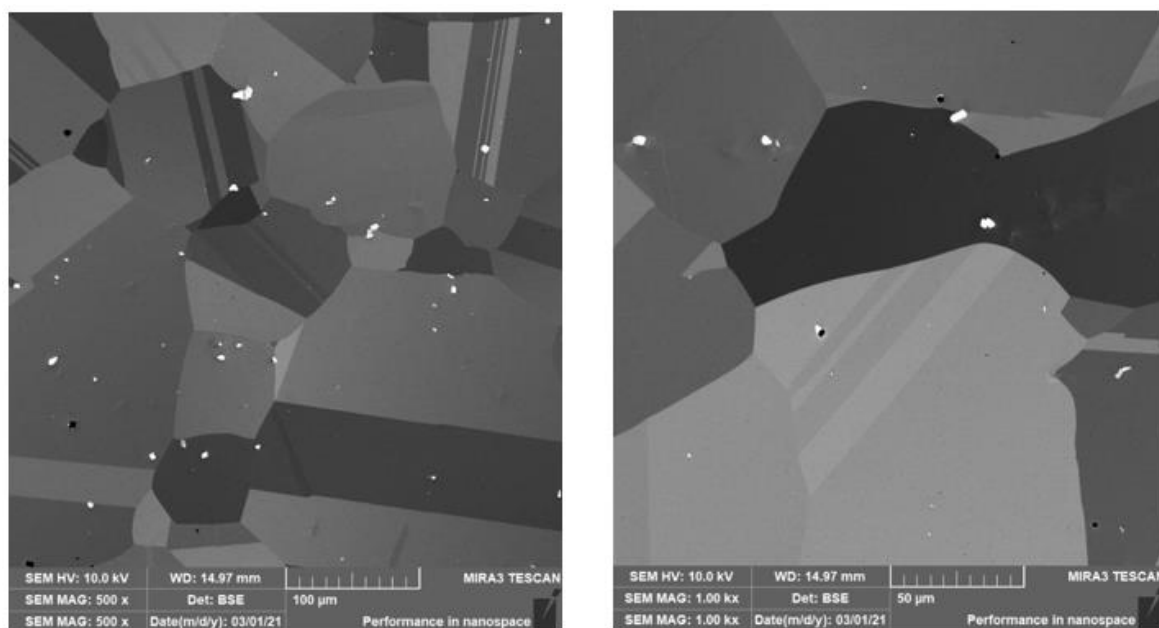 SEM HV: 10.0 kV WD: 14.97 mm MIRA3 TESCAN
SEM MAG: 500 x Det: BSE 100 µm
SEM MAG: 500 x Date(m/d/y): 03/01/21 Performance in nanospace
SEM HV: 10.0 kV WD: 14.97 mm MIRA3 TESCAN
SEM MAG: 1.00 kx Det: BSE 50 µm
SEM MAG: 1.00 kx Date(m/d/y): 03/01/21 Performance in nanospace